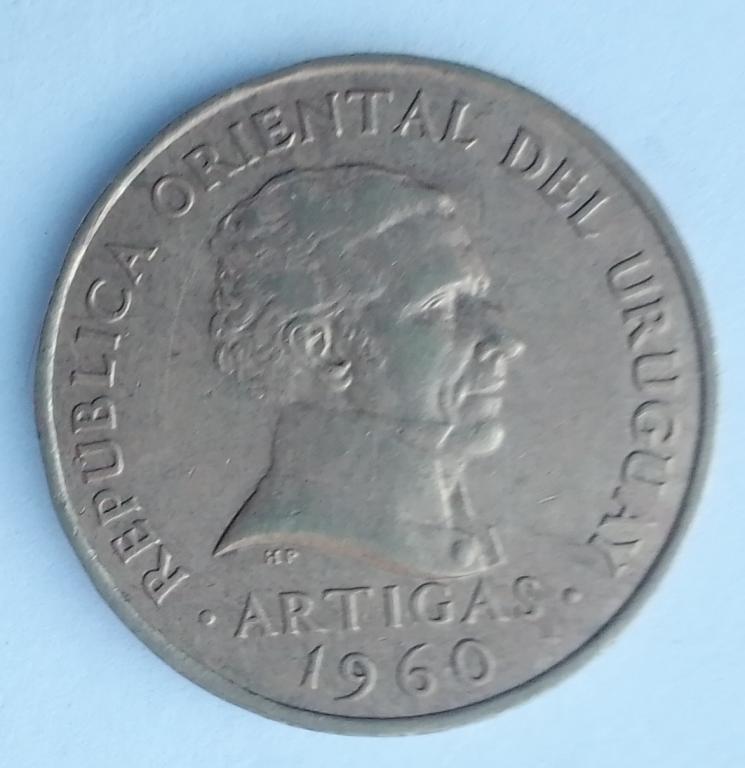 REPUBLICA ORIENTAL DEL URUGUAY
HP
· ARTIGAS ·
1960